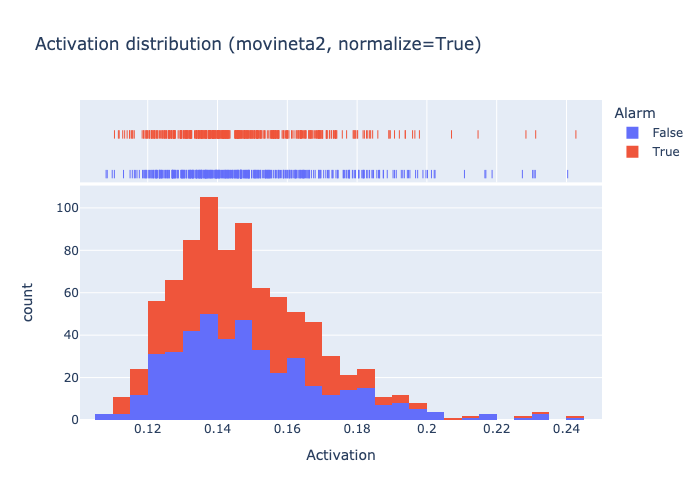 Activation distribution (movineta2, normalize=True)
Alarm
False
True
100
80
60
40
20
0
count
0.12
0.14
0.16
0.18
0.2
0.22
0.24
Activation